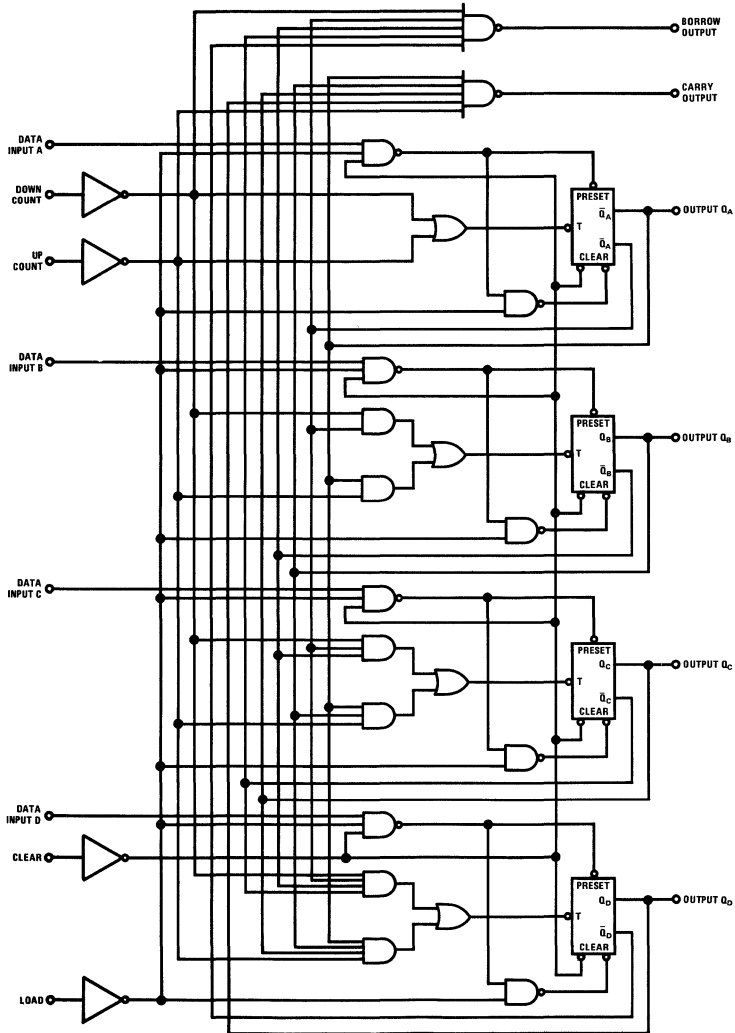 BORROW
OUTPUT
CARRY
OUTPUT
DATA
INPUT A
DOWN
COUNT
UP
COUNT
PRESET
Q̄A
T
Q̄A
CLEAR
OUTPUT QA
DATA
INPUT B
PRESET
QB
T
Q̄B
CLEAR
OUTPUT QB
DATA
INPUT C
PRESET
QC
T
Q̄C
CLEAR
OUTPUT QC
DATA
INPUT D
CLEAR
PRESET
QD
T
Q̄D
CLEAR
OUTPUT QD
LOAD